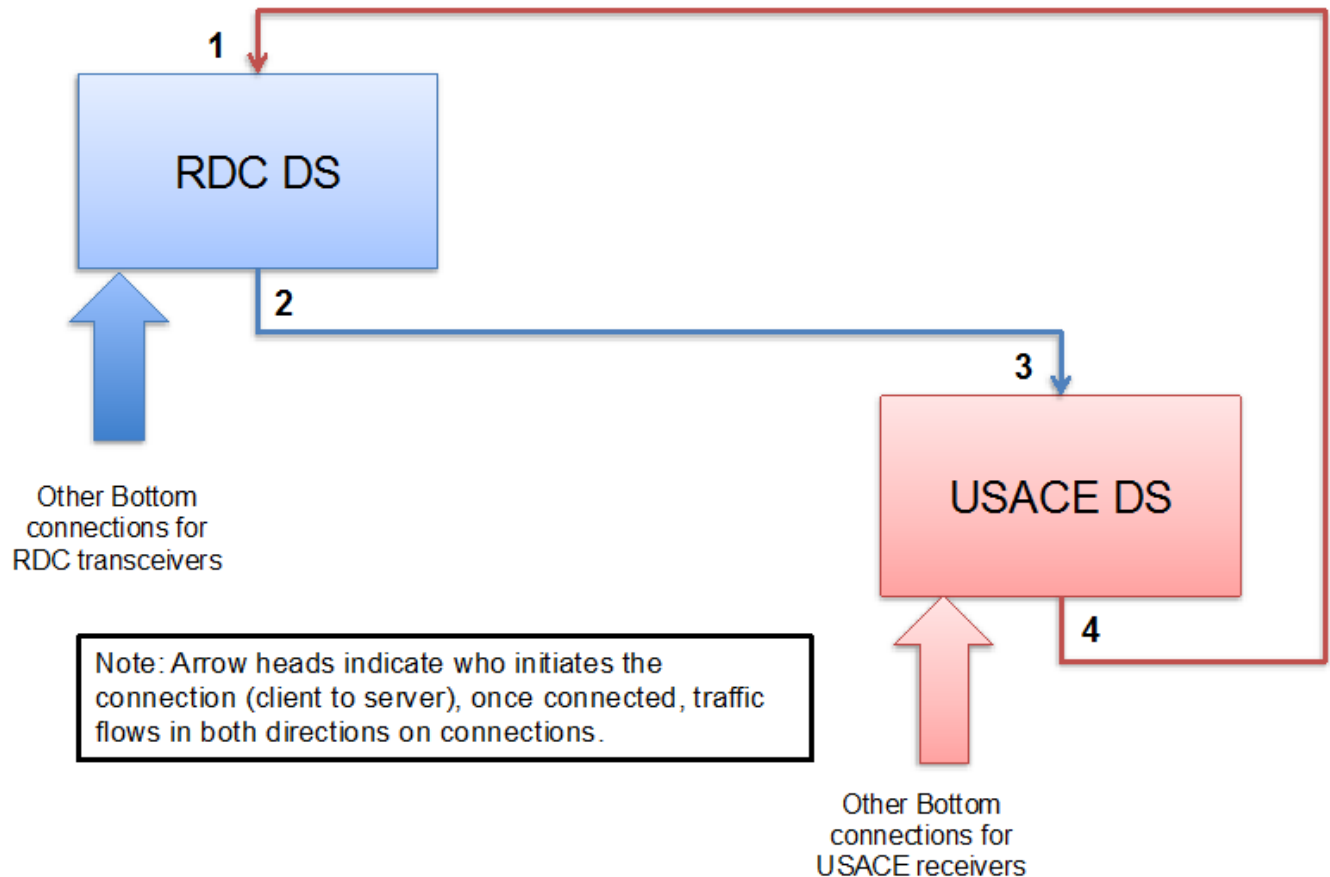 1
RDC DS
2
3
Other Bottom
connections for
RDC transceivers
USACE DS
4
Note: Arrow heads indicate who initiates the
connection (client to server), once connected, traffic
flows in both directions on connections.
Other Bottom
connections for
USACE receivers